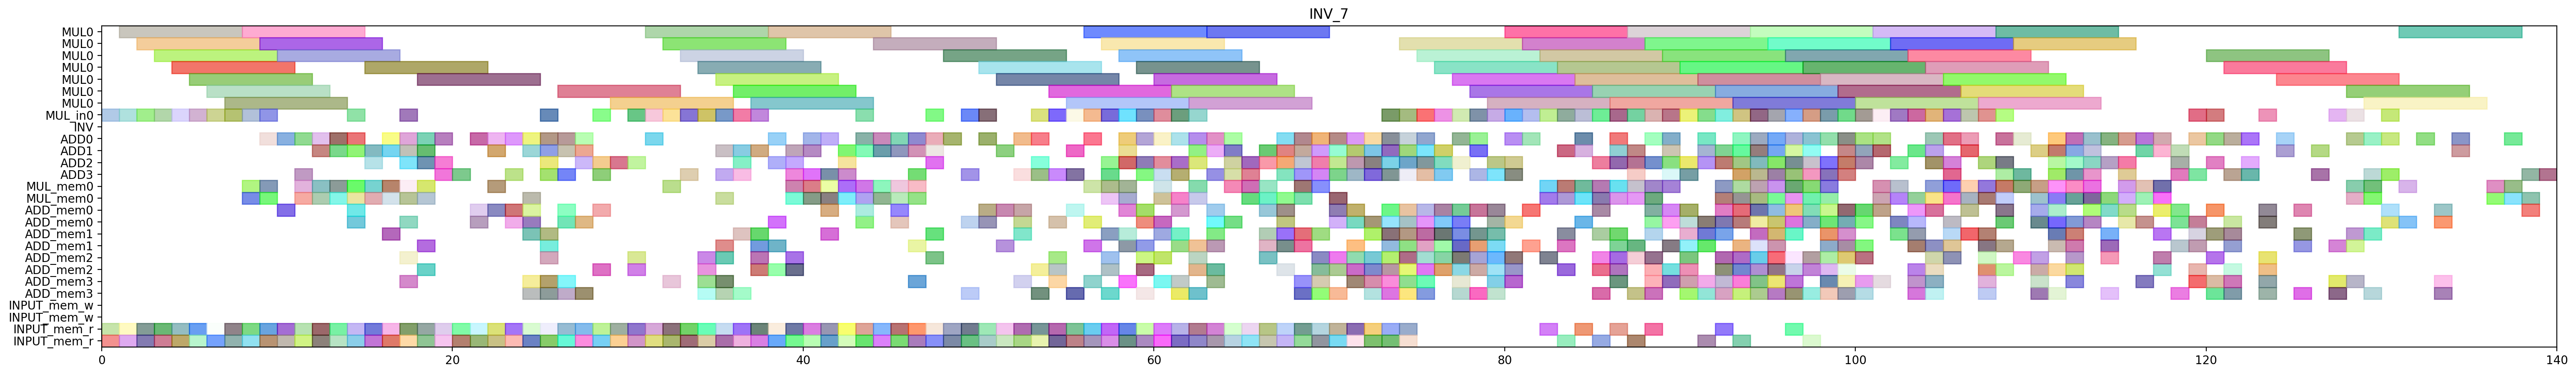 INV_7
MUL0
MUL0
MUL0
MUL0
MUL0
MUL0
MUL0
MUL_in0
INV
ADD0
ADD1
ADD2
ADD3
MUL_mem0
MUL_mem0
ADD_mem0
ADD_mem0
ADD_mem1
ADD_mem1
ADD_mem2
ADD_mem2
ADD_mem3
ADD_mem3
INPUT_mem_w
INPUT_mem_w
INPUT_mem_r
INPUT_mem_r
0 20 40 60 80 100 120 140